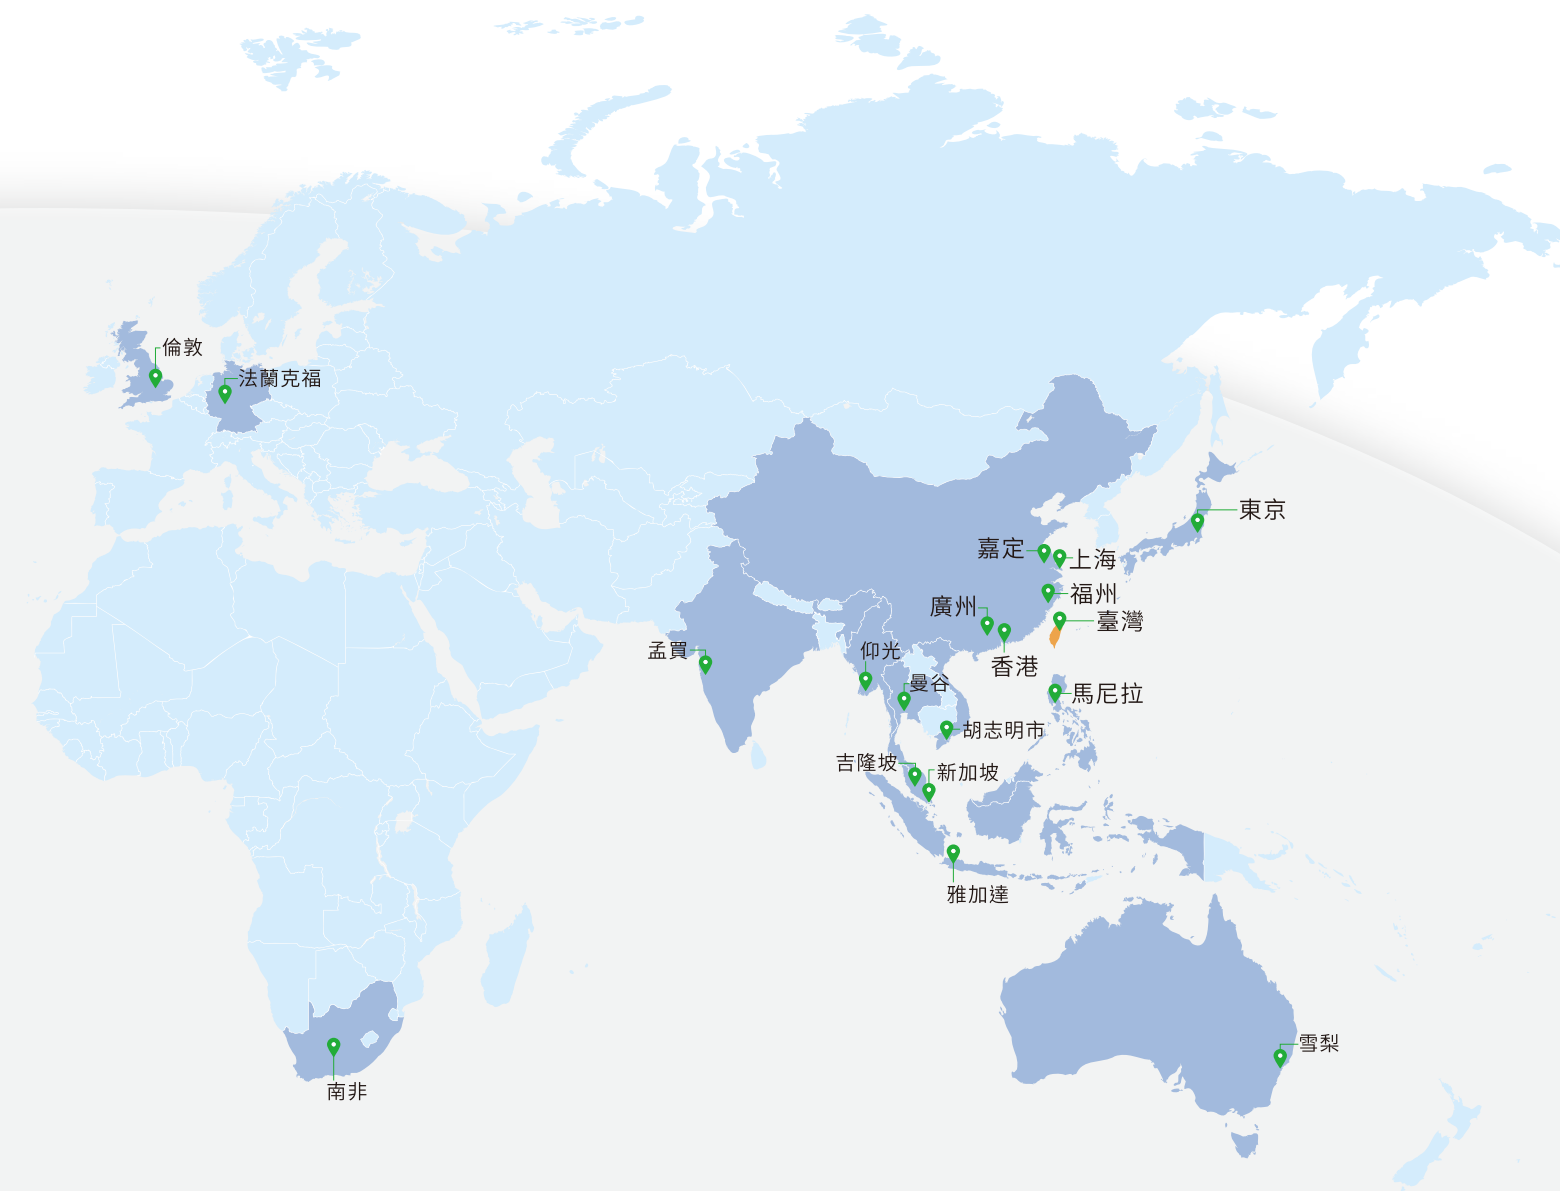 倫敦
法蘭克福
東京
嘉定
上海
福州
廣州
臺灣
孟買
仰光
香港
曼谷
馬尼拉
胡志明市
吉隆坡
新加坡
雅加達
雪梨
南非